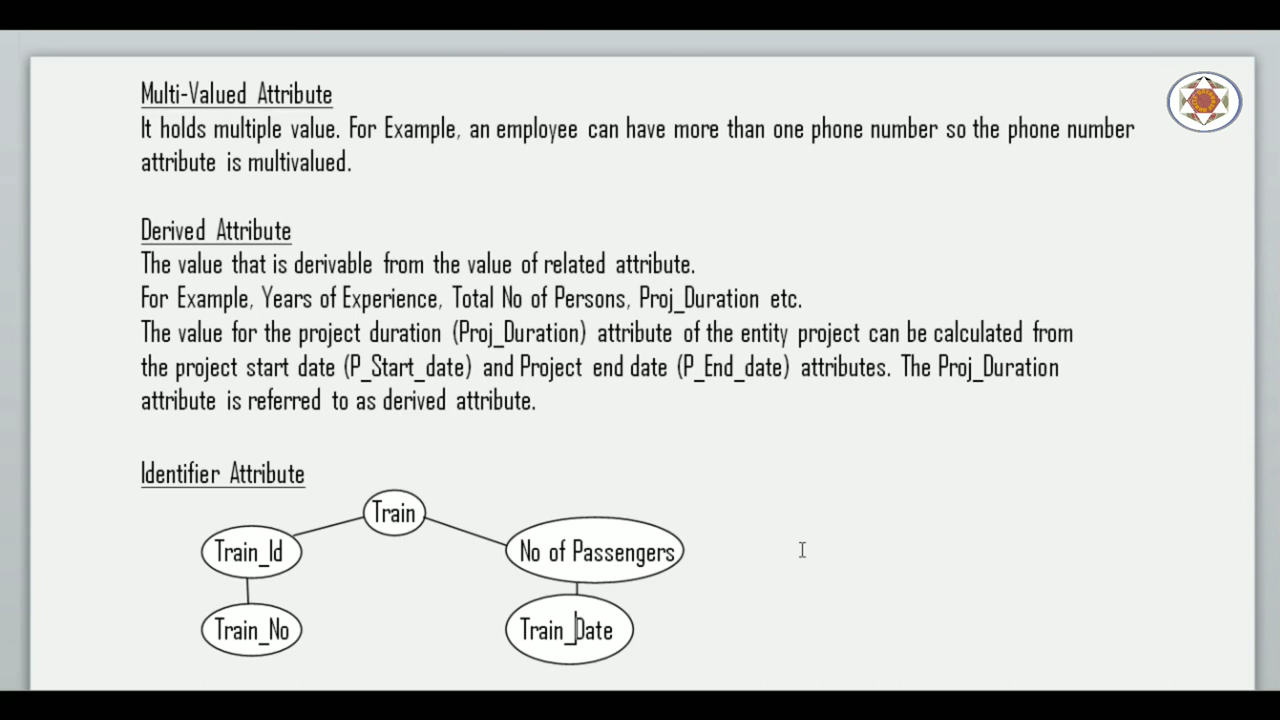 Multi-Valued Attribute
It holds multiple value. For Example, an employee can have more than one phone number so the phone number
attribute is multivalued.
Derived Attribute
The value that is derivable from the value of related attribute.
For Example, Years of Experience, Total No of Persons, Proj_Duration etc.
The value for the project duration (Proj_Duration) attribute of the entity project can be calculated from
the project start date (P_Start_date) and Project end date (P_End_date) attributes. The Proj_Duration
attribute is referred to as derived attribute.
Identifier Attribute
Train
Train_Id
No of Passengers
Train_No
Train_Date